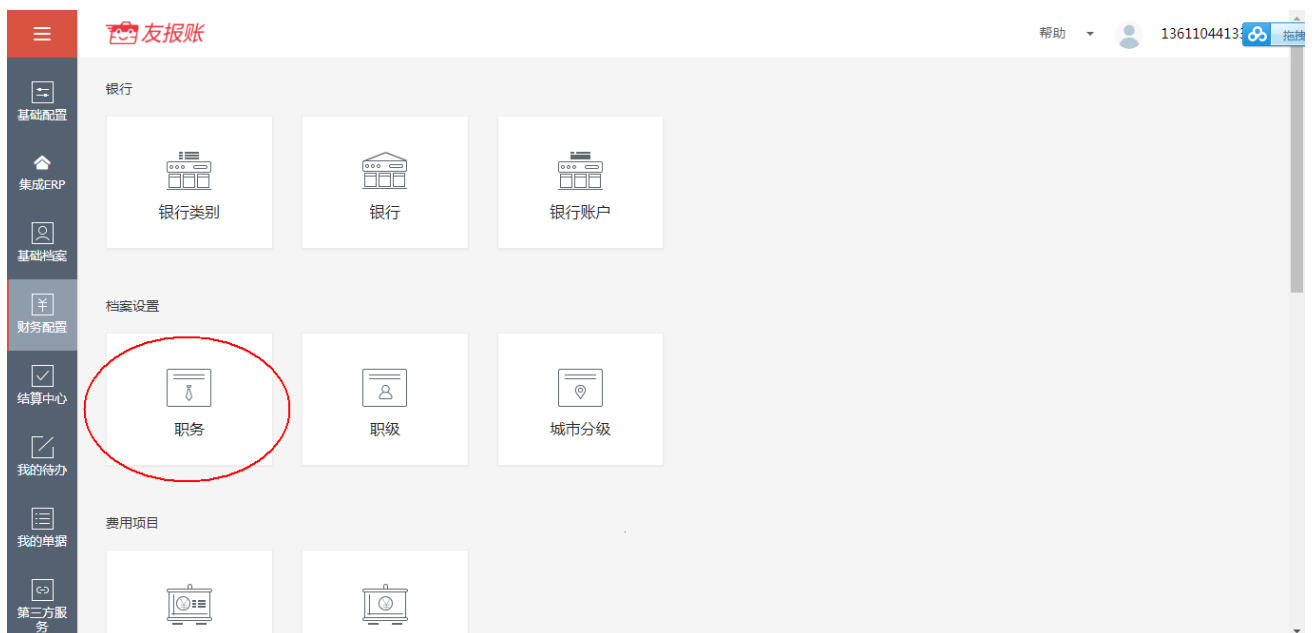 友报账
帮助
1361104413
拖拽
基础配置
集成ERP
基础档案
财务配置
结算中心
我的待办
我的单据
第三方服
务
银行
银行类别
银行
银行账户
档案设置
职务
职级
城市分级
费用项目